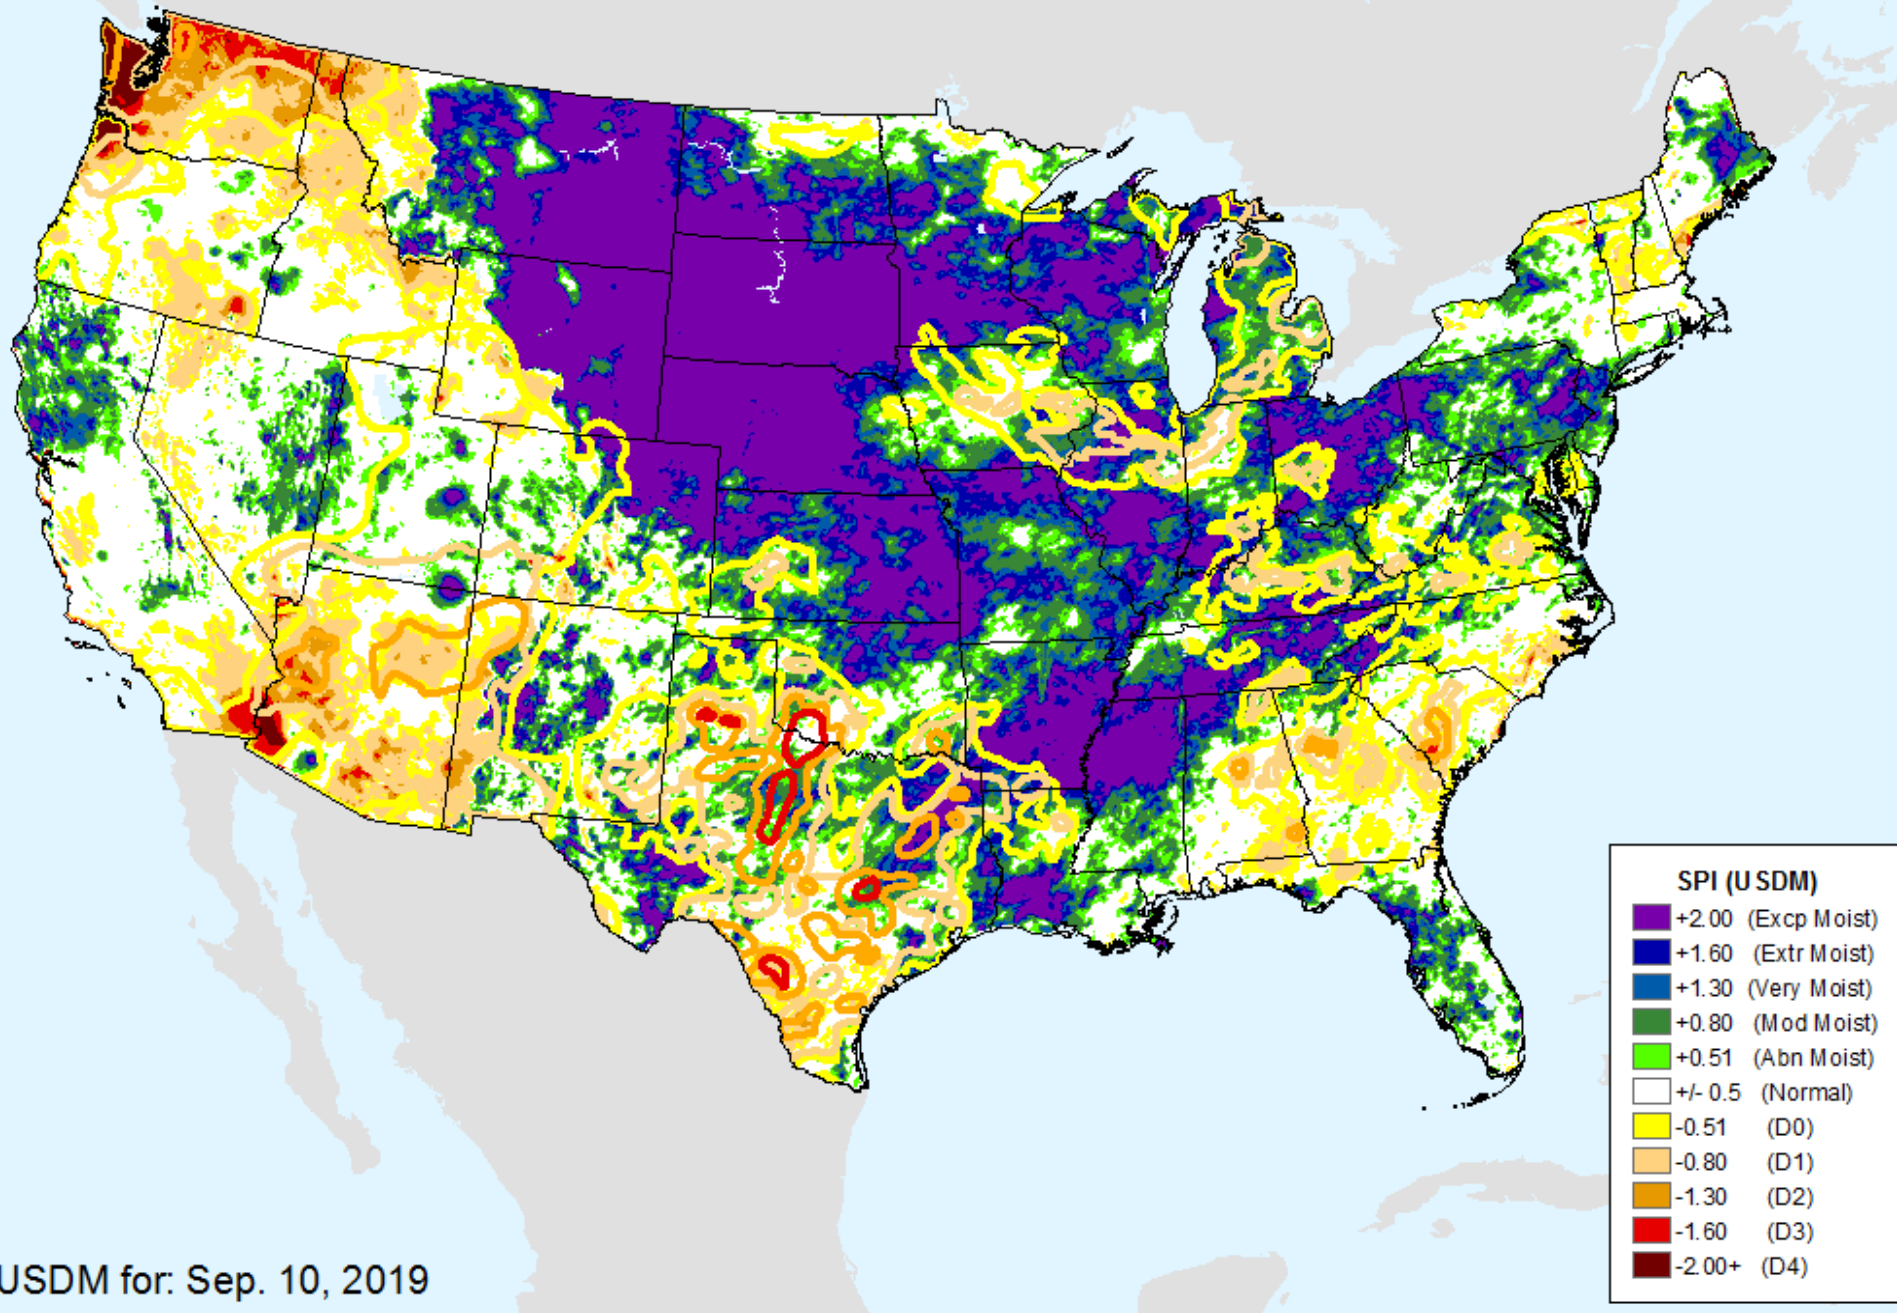 SPI (USDM)
+2.00 (Excp Moist)
+1.60 (Extr Moist)
+1.30 (Very Moist)
+0.80 (Mod Moist)
+0.51 (Abn Moist)
+/- 0.5 (Normal)
-0.51 (D0)
-0.80 (D1)
-1.30 (D2)
-1.60 (D3)
-2.00+ (D4)
USDM for: Sep. 10, 2019